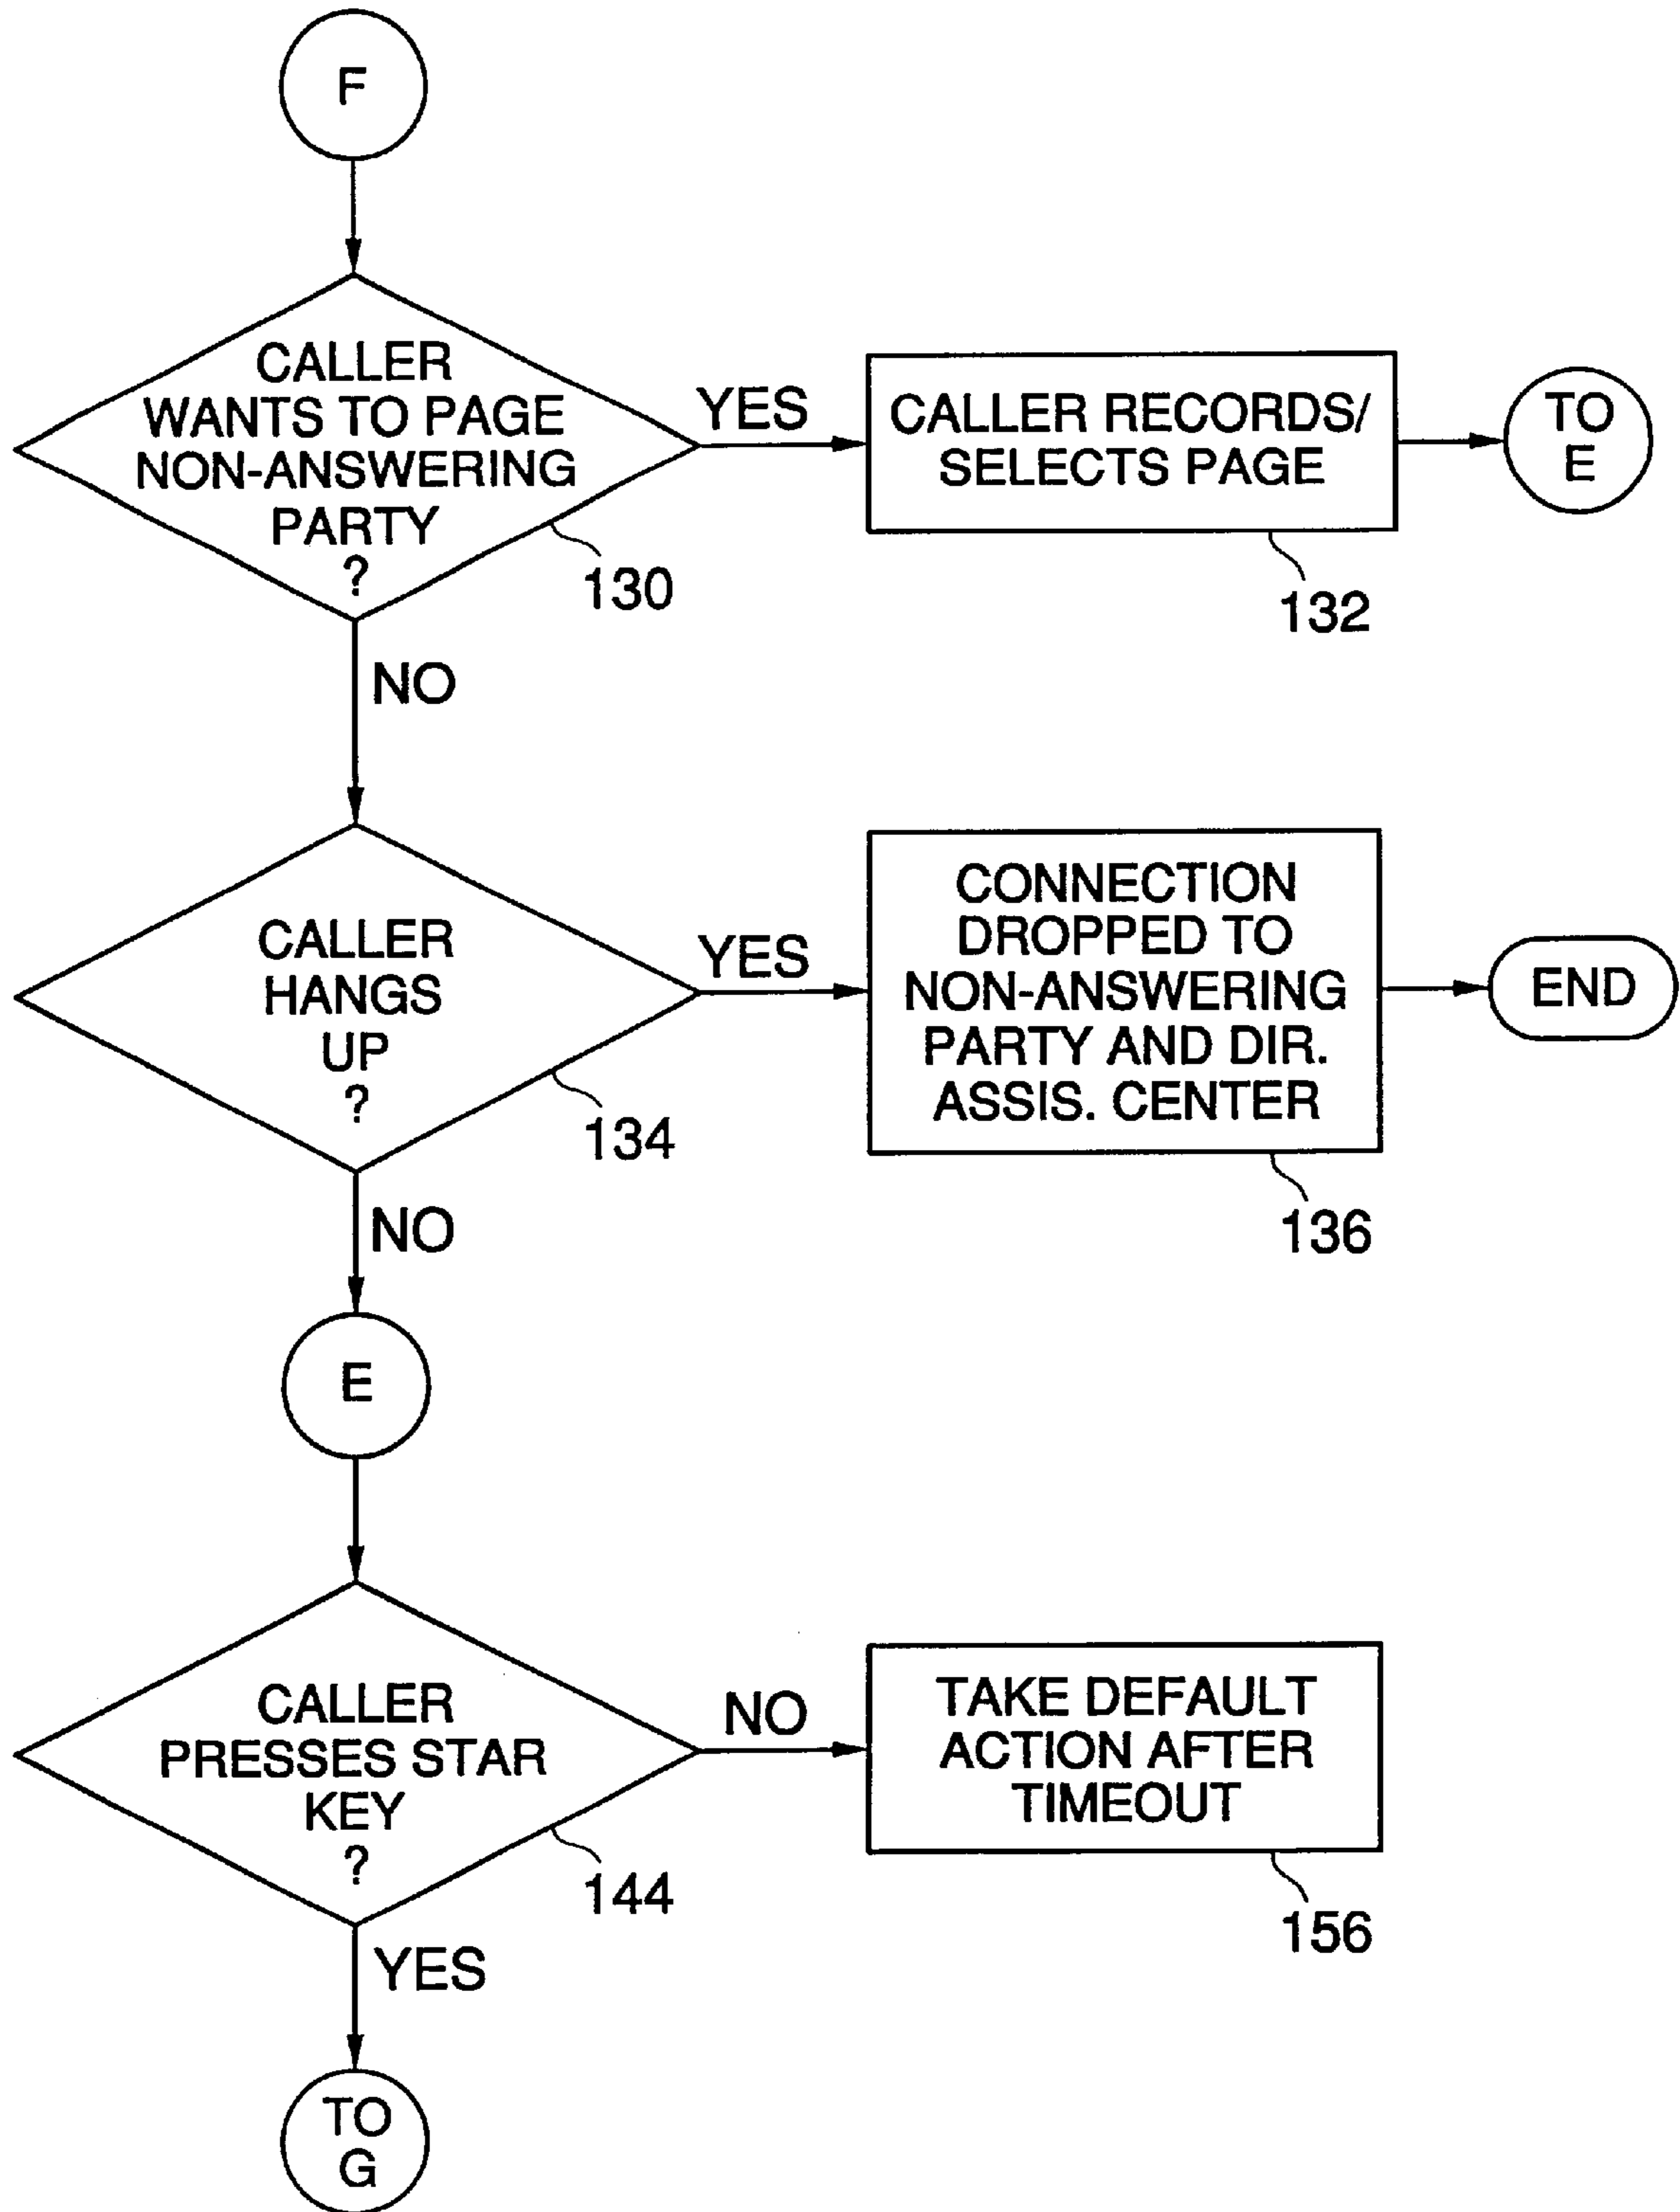 F
CALLER
WANTS TO PAGE
NON-ANSWERING
PARTY
?
130
YES
CALLER RECORDS/
SELECTS PAGE
132
TO
E
NO
CALLER
HANGS
UP
?
134
YES
CONNECTION
DROPPED TO
NON-ANSWERING
PARTY AND DIR.
ASSIS. CENTER
136
END
NO
E
CALLER
PRESSES STAR
KEY
?
144
NO
TAKE DEFAULT
ACTION AFTER
TIMEOUT
156
YES
TO
G